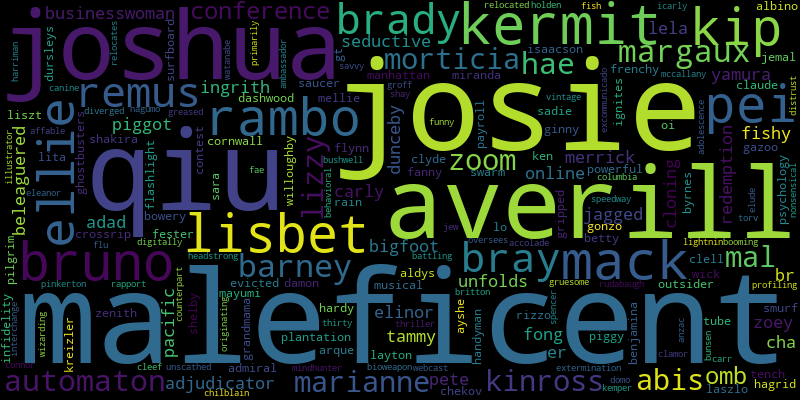 joshua
josie
kermit
kip
brady
businesswoman
conference
seductive
morticia
isaacson
hae
margaux
lela
albino
relocated
holden
fish
icarly
dursleys
harriman
relocates
surfboard
watanabe
primarily
ambassador
gt
savvy
remus
ingrith
saucer
manhattan
miranda
frenchy
yamura
jemal
mccallany
canine
diverged
nagumo
greased
dashwood
mellie
groff
shay
vintage
excommunicado
ignites
claude
distrust
pei
ellie
liszt
affable
illustrator
ghostbusters
piggot
rambo
cornwall
flynn
dunceby
funny
payroll
sadie
ginny
oi
adolescence
fishy
gazoo
beleaguered
lita
shakira
flashlight
contest
willoughby
lizzy
bushwell
behavioral
clyde
zoom
online
ken
merrick
powerful
redemption
psychology
nonsensical
qiu
eleanor
fae
sara
carly
fanny
swarm
columbia
cloning
byrnes
adad
bowery
rain
averill
speedway
jagged
gonzo
torv
elude
pilgrim
crossrip
fester
flu
digitally
lisbet
jew
lo
gripped
betty
lightninbooming
headstrong
bigfoot
battling
oversees
accolade
bruno
barney
bray
mack
clell
mal
pinkerton
rapport
evicted
damon
aldys
unfolds
gruesome
wick
rudabaugh
outsider
br
profiling
infidelity
interchange
wizarding
zenith
pacific
counterpart
shelby
originating
mayumi
grandmama
maleficent
musical
hardy
thirty
elinor
britton
ayshe
spencer
rizzo
benjamina
tube
zoey
smurf
kreizler
plantation
thriller
tammy
handyman
fong
piggy
anzac
bunsen
cha
connor
cleef
unscathed
admiral
arque
mindhunter
layton
er
clamor
carr
automaton
adjudicator
chilblain
marianne
bioweapon
webcast
pete
chekov
kinross
extermination
domo
kemper
abis
omb
laszlo
tench
hagrid